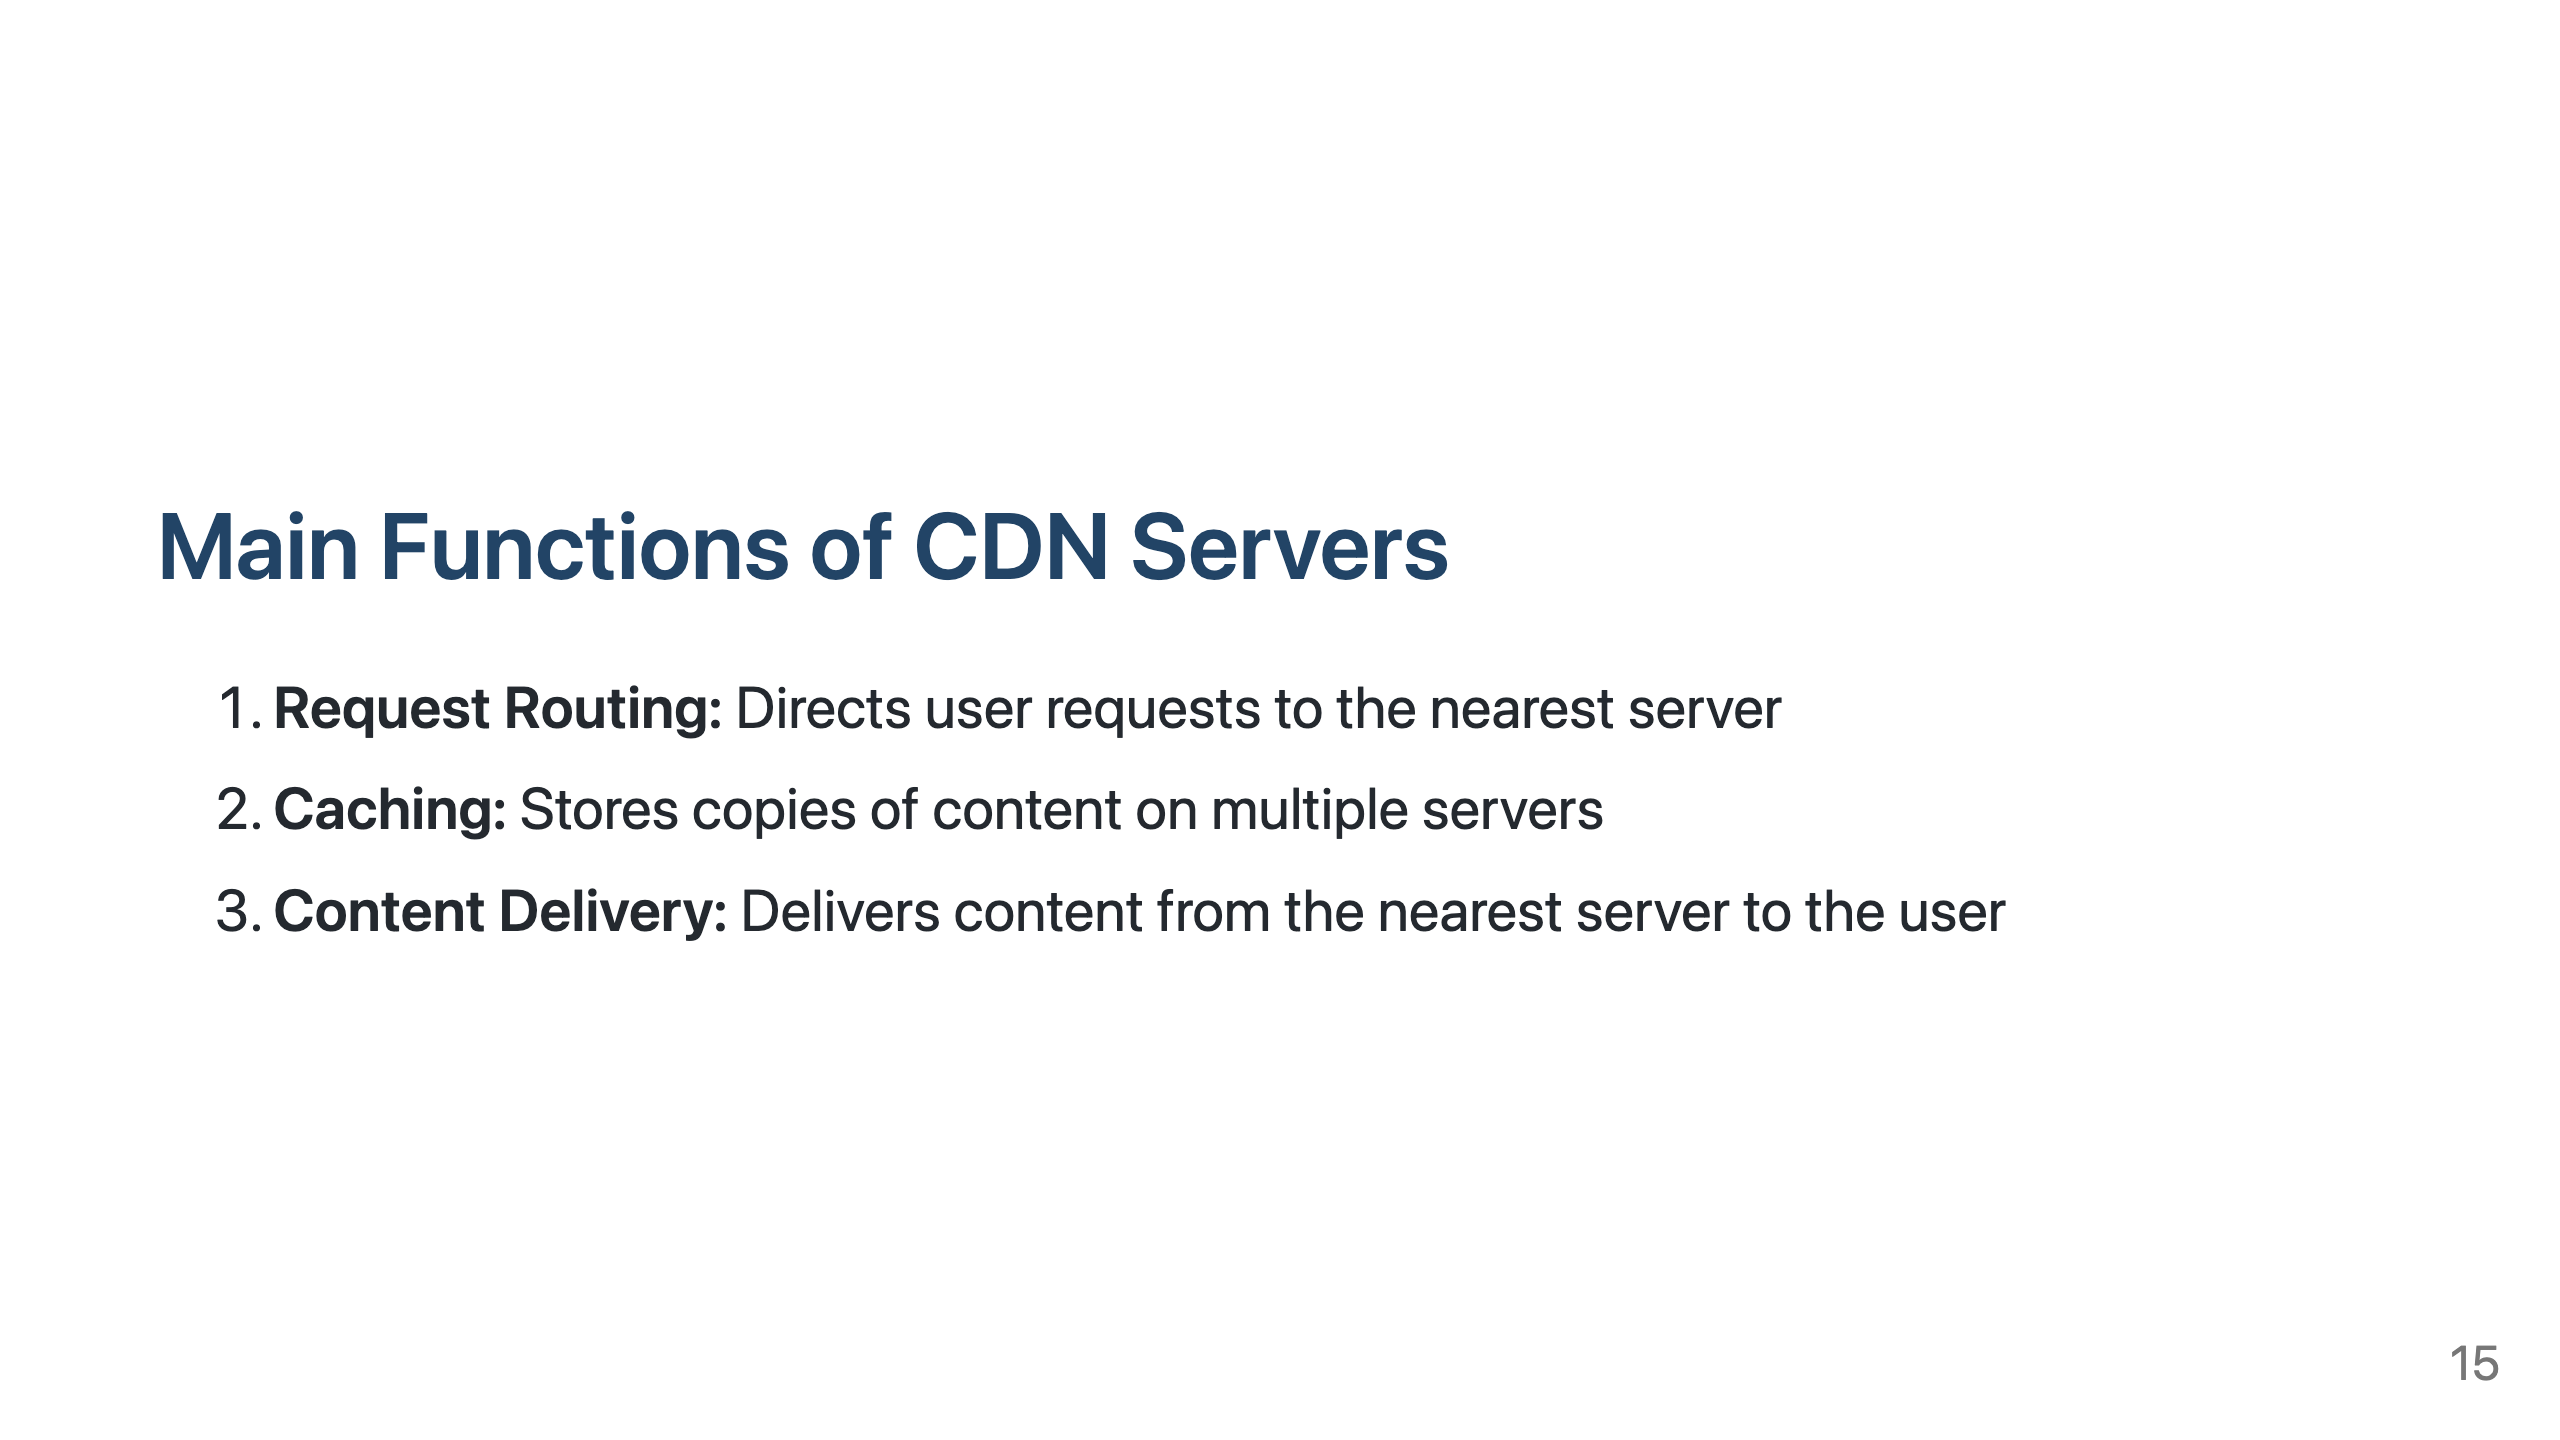 Main Functions of CDN Servers
1. Request Routing: Directs user requests to the nearest server
2. Caching: Stores copies of content on multiple servers
3. Content Delivery: Delivers content from the nearest server to the user
15